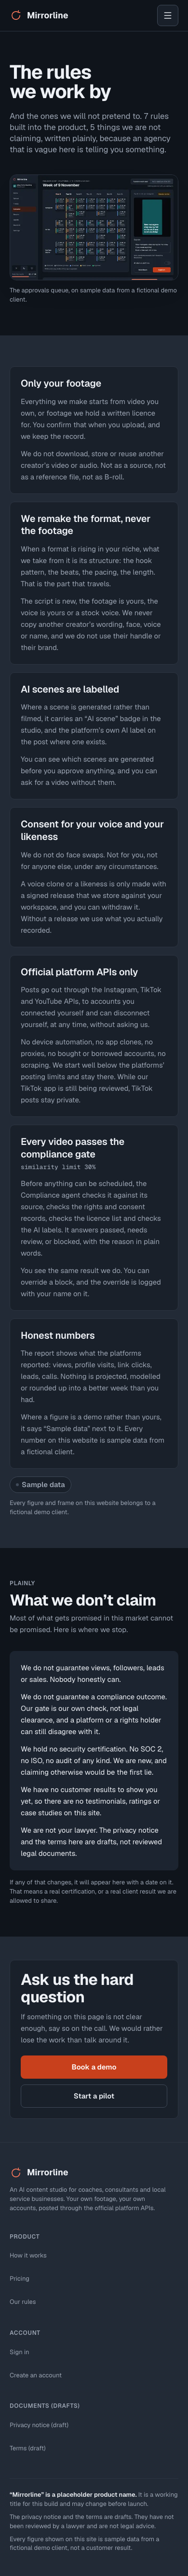 Mirrorline
The rules
we work by
And the ones we will not pretend to. 7 rules
built into the product, 5 things we are not
claiming, written plainly, because an agency
that is vague here is telling you something.
Mirrorline
Week of 9 November
The approvals queue, on sample data from a fictional demo
client.
Only your footage
Everything we make starts from video you
own, or footage we hold a written licence
for. You confirm that when you upload, and
we keep the record.
We do not download, store or reuse another
creator's video or audio. Not as a source, not
as a reference file, not as B-roll.
We remake the format, never
the footage
When a format is rising in your niche, what
we take from it is its structure: the hook
pattern, the beats, the pacing, the length.
That is the part that travels.
The script is new, the footage is yours, the
voice is yours or a stock voice. We never
copy another creator's wording, face, voice
or name, and we do not use their handle or
their brand.
AI scenes are labelled
Where a scene is generated rather than
filmed, it carries an “AI scene” badge in the
studio, and the platform's own AI label on
the post where one exists.
You can see which scenes are generated
before you approve anything, and you can
ask for a video without them.
Consent for your voice and your
likeness
We do not do face swaps. Not for you, not
for anyone else, under any circumstances.
A voice clone or a likeness is only made with
a signed release that we store against your
workspace, and you can withdraw it.
Without a release we use what you actually
recorded.
Official platform APIs only
Posts go out through the Instagram, TikTok
and YouTube APIs, to accounts you
connected yourself and can disconnect
yourself, at any time, without asking us.
No device automation, no app clones, no
proxies, no bought or borrowed accounts, no
scraping. We start well below the platforms'
posting limits and stay there. While our
TikTok app is still being reviewed, TikTok
posts stay private.
Every video passes the
compliance gate
similarity limit 30%
Before anything can be scheduled, the
Compliance agent checks it against its
source, checks the rights and consent
records, checks the licence list and checks
the AI labels. It answers passed, needs
review, or blocked, with the reason in plain
words.
You see the same result we do. You can
override a block, and the override is logged
with your name on it.
Honest numbers
The report shows what the platforms
reported: views, profile visits, link clicks,
leads, calls. Nothing is projected, modelled
or rounded up into a better week than you
had.
Where a figure is a demo rather than yours,
it says “Sample data” next to it. Every
number on this website is sample data from
a fictional client.
Sample data
Every figure and frame on this website belongs to a
fictional demo client.
PLAINLY
What we don't claim
Most of what gets promised in this market cannot
be promised. Here is where we stop.
We do not guarantee views, followers, leads
or sales. Nobody honestly can.
We do not guarantee a compliance outcome.
Our gate is our own check, not legal
clearance, and a platform or a rights holder
can still disagree with it.
We hold no security certification. No SOC 2,
no ISO, no audit of any kind. We are new, and
claiming otherwise would be the first lie.
We have no customer results to show you
yet, so there are no testimonials, ratings or
case studies on this site.
We are not your lawyer. The privacy notice
and the terms here are drafts, not reviewed
legal documents.
If any of that changes, it will appear here with a date on it.
That means a real certification, or a real client result we are
allowed to share.
Ask us the hard
question
If something on this page is not clear
enough, say so on the call. We would rather
lose the work than talk around it.
Book a demo
Start a pilot
Mirrorline
An AI content studio for coaches, consultants and local
service businesses. Your own footage, your own
accounts, posted through the official platform APIs.
PRODUCT
How it works
Pricing
Our rules
ACCOUNT
Sign in
Create an account
DOCUMENTS (DRAFTS)
Privacy notice (draft)
Terms (draft)
“Mirrorline” is a placeholder product name. It is a working
title for this build and may change before launch.
The privacy notice and the terms are drafts. They have not
been reviewed by a lawyer and are not legal advice.
Every figure shown on this site is sample data from a
fictional demo client, not a customer result.